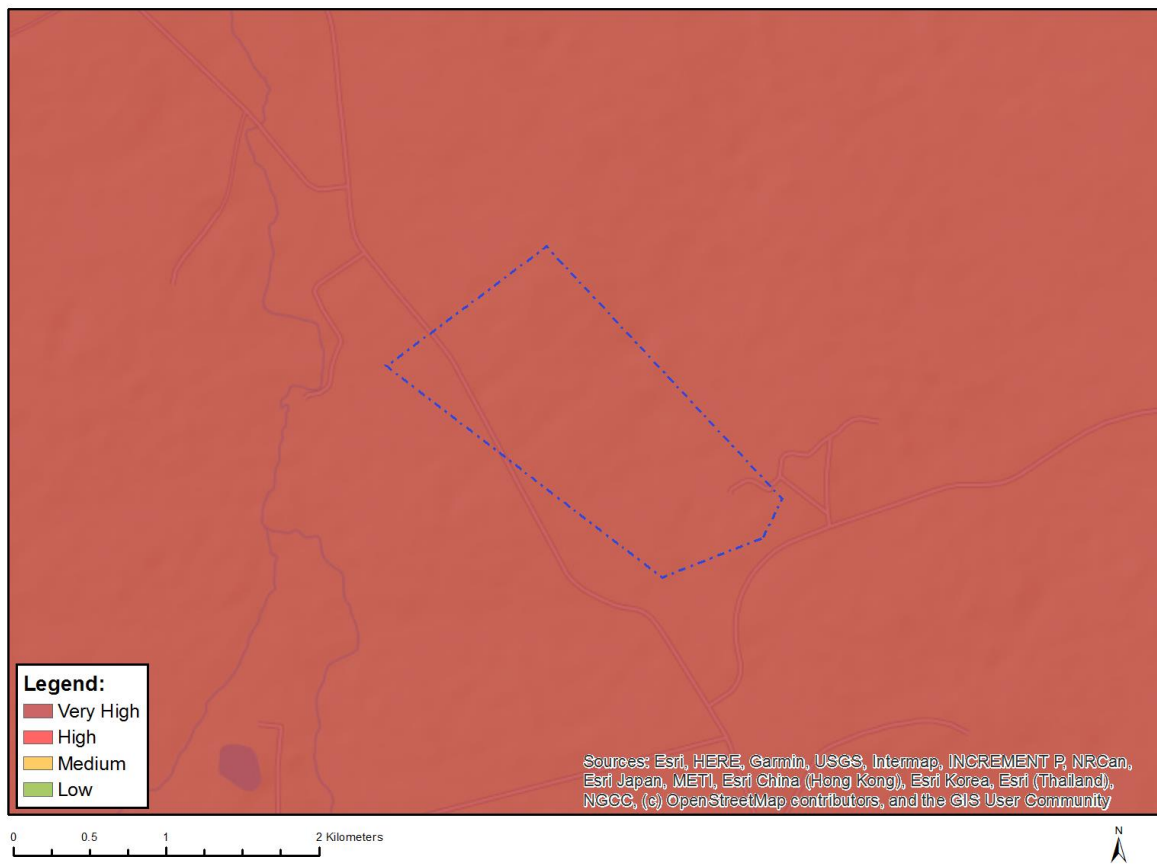 Legend:
Very High
High
Medium
Low
Sources: Esri, HERE, Garmin, USGS, Intermap, INCREMENT P, NRCan,
Esri Japan, METI, Esri China (Hong Kong), Esri Korea, Esri (Thailand),
NGCC, (c) OpenStreetMap contributors, and the GIS User Community
0 0.5 1 2 Kilometers
N